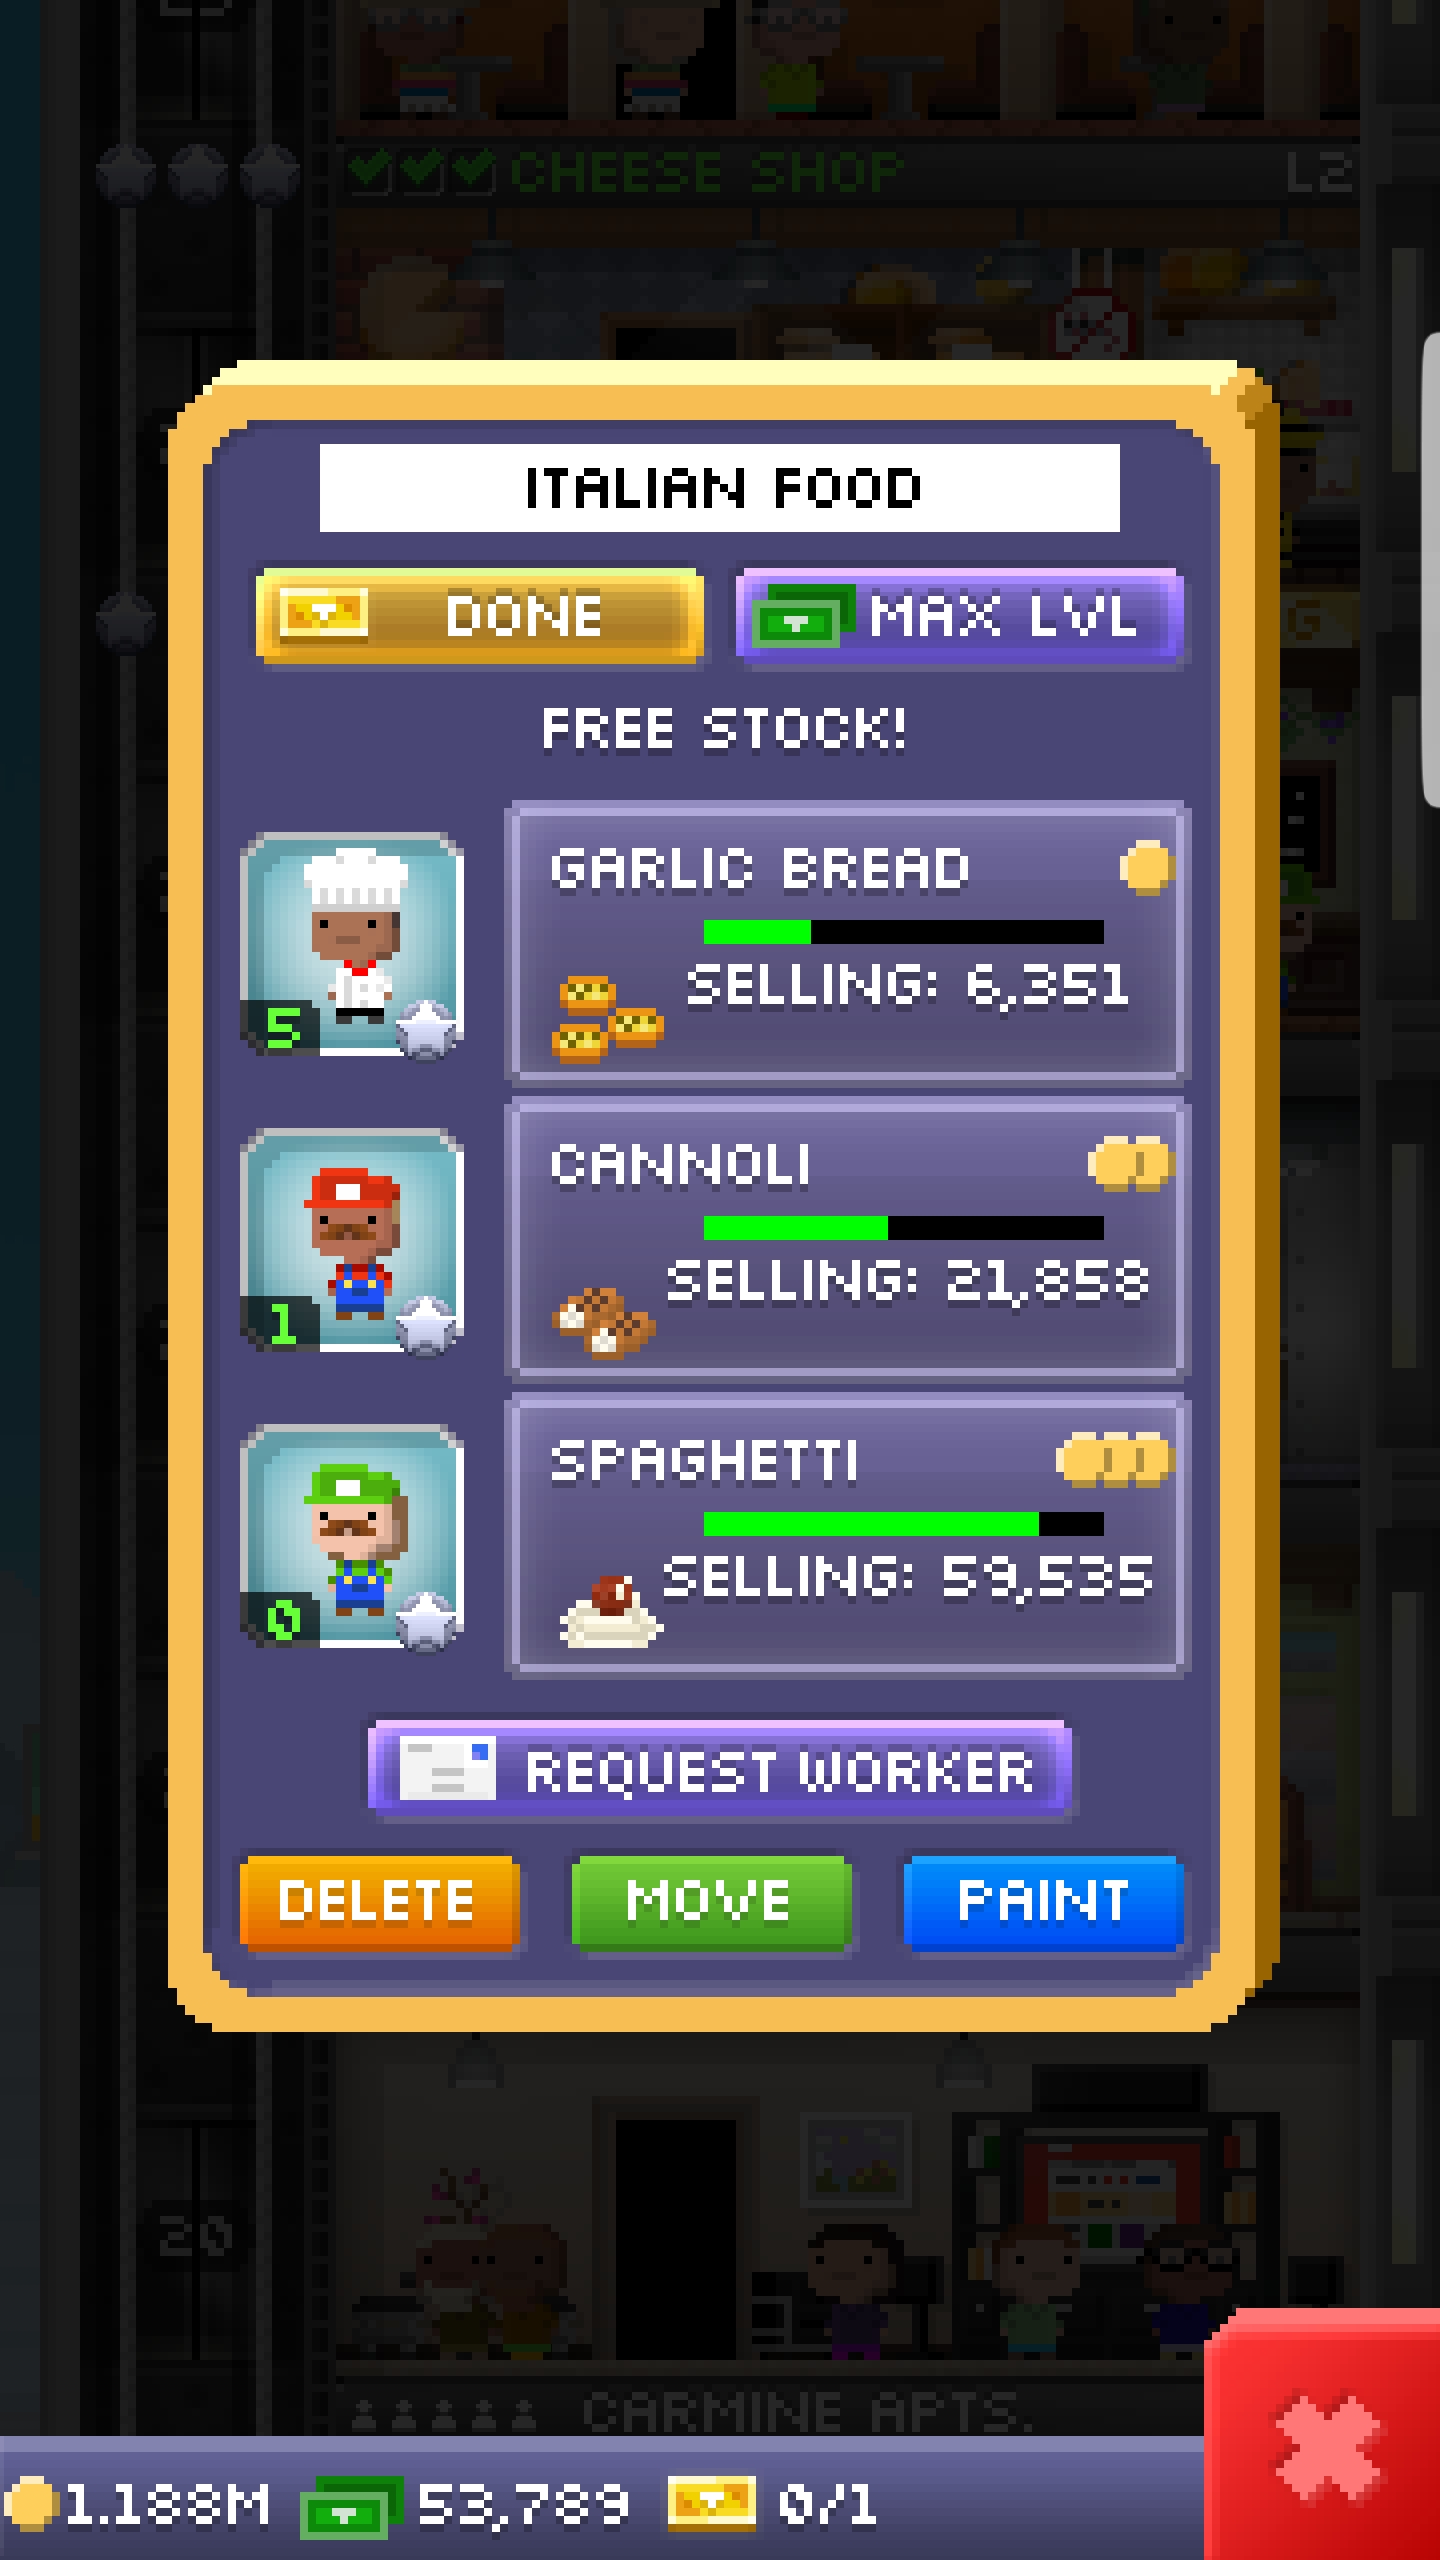 CHEESE SHOP L2
ITALIAN FOOD
DONE MAX LVL
FREE STOCK!
GARLIC BREAD
SELLING: 6,351
5
CANNOLI
SELLING: 21,858
1
SPAGHETTI
SELLING: 59,535
0
REQUEST WORKER
DELETE MOVE PAINT
20
CARMINE APTS.
1.188M 53,789 0/1